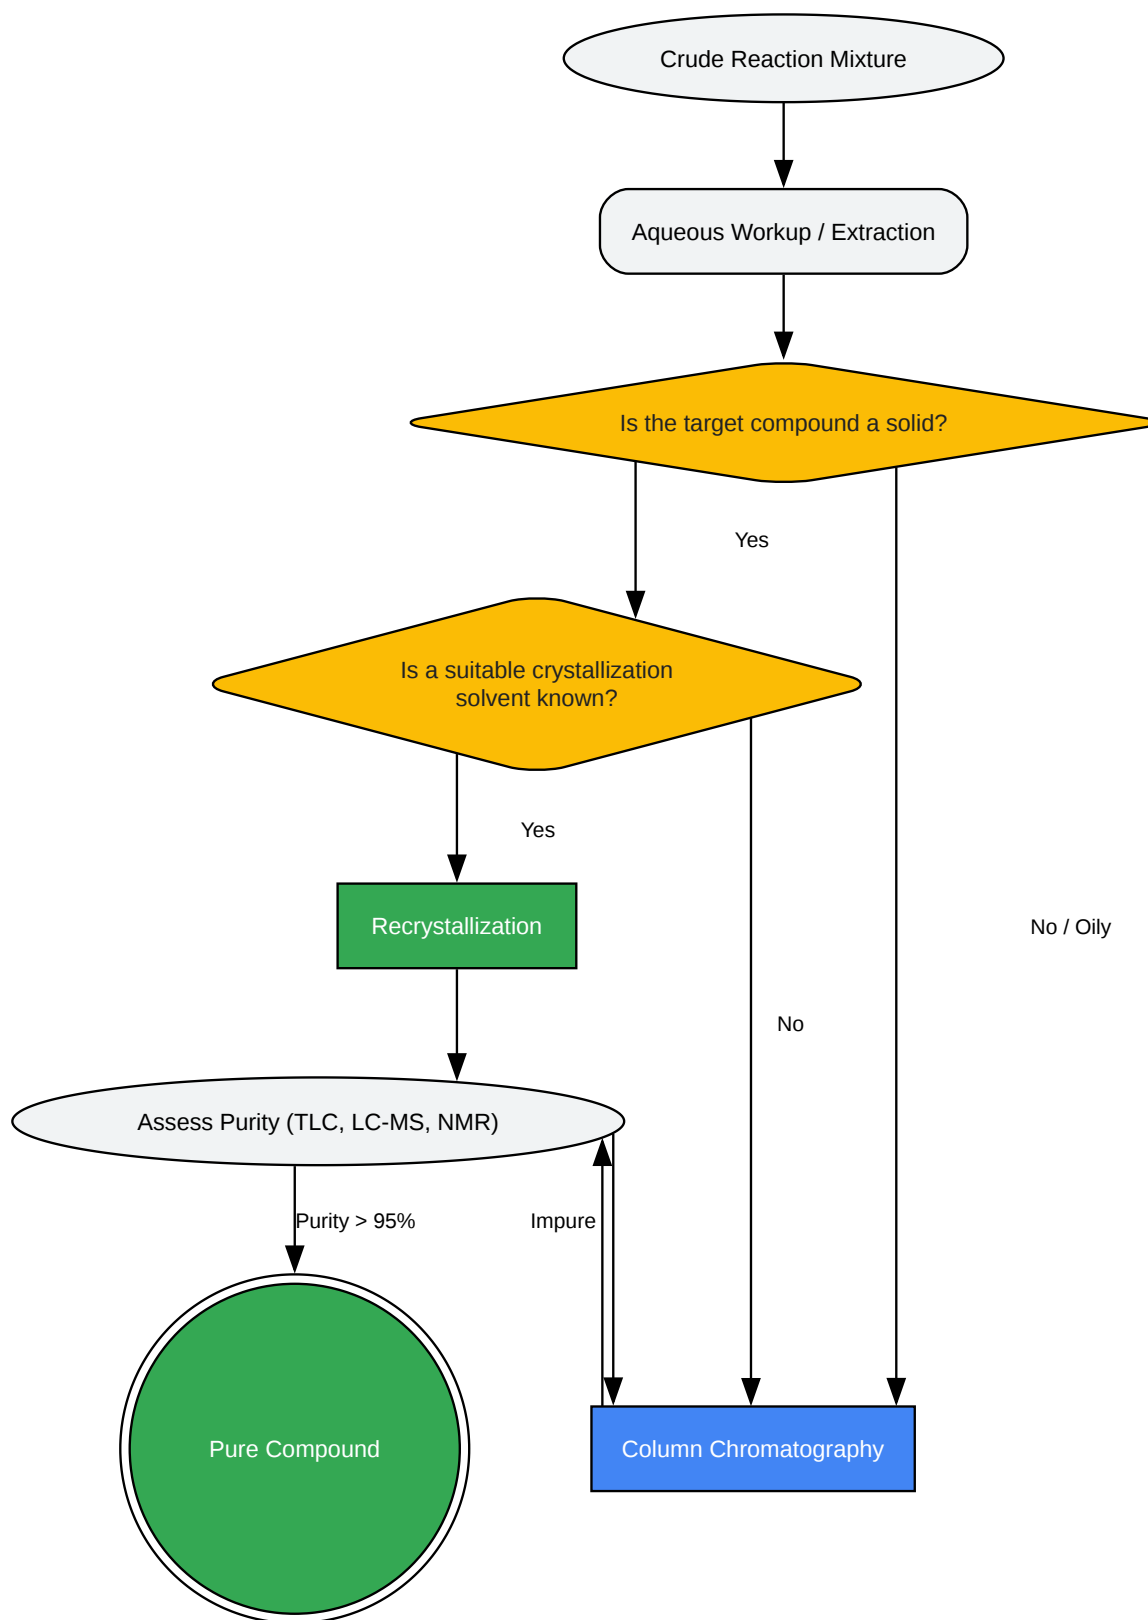 Crude Reaction Mixture
Aqueous Workup / Extraction
Is the target compound a solid?
Yes
Is a suitable crystallization
solvent known?
Yes
Recrystallization
No / Oily
No
Assess Purity (TLC, LC-MS, NMR)
Purity > 95%
Impure
Pure Compound
Column Chromatography